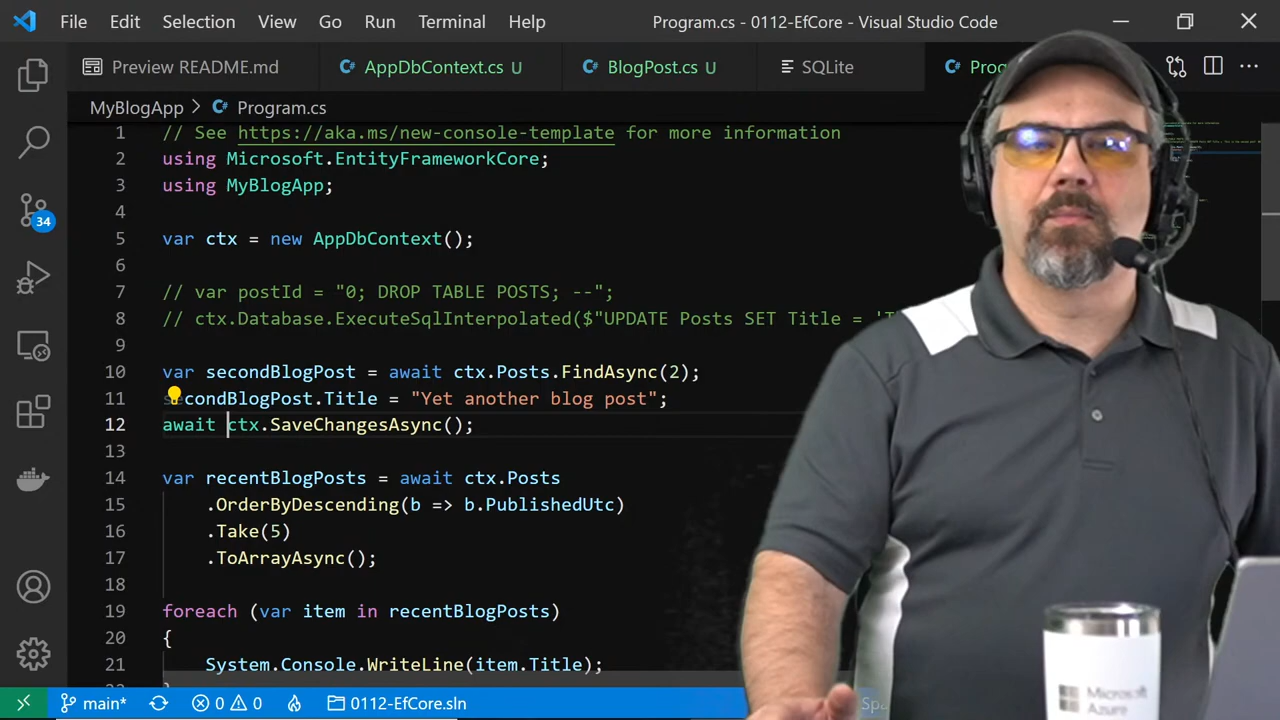 File Edit Selection View Go Run Terminal Help Program.cs - 0112-EfCore - Visual Studio Code
Preview README.md AppDbContext.cs U BlogPost.cs U SQLite
MyBlogApp > Program.cs
1 // See https://aka.ms/new-console-template for more information
2 using Microsoft.EntityFrameworkCore;
3 using MyBlogApp;
4
5 var ctx = new AppDbContext();
6
7 // var postId = "0; DROP TABLE POSTS; --";
8 // ctx.Database.ExecuteSqlInterpolated($"UPDATE Posts SET Title = '
9
10 var secondBlogPost = await ctx.Posts.FindAsync(2);
11 secondBlogPost.Title = "Yet another blog post";
12 await ctx.SaveChangesAsync();
13
14 var recentBlogPosts = await ctx.Posts
15 .OrderByDescending(b => b.PublishedUtc)
16 .Take(5)
17 .ToArrayAsync();
18
19 foreach (var item in recentBlogPosts)
20 {
21 System.Console.WriteLine(item.Title);
34
main* 0 0 0112-EfCore.sln
Microsoft
Azure